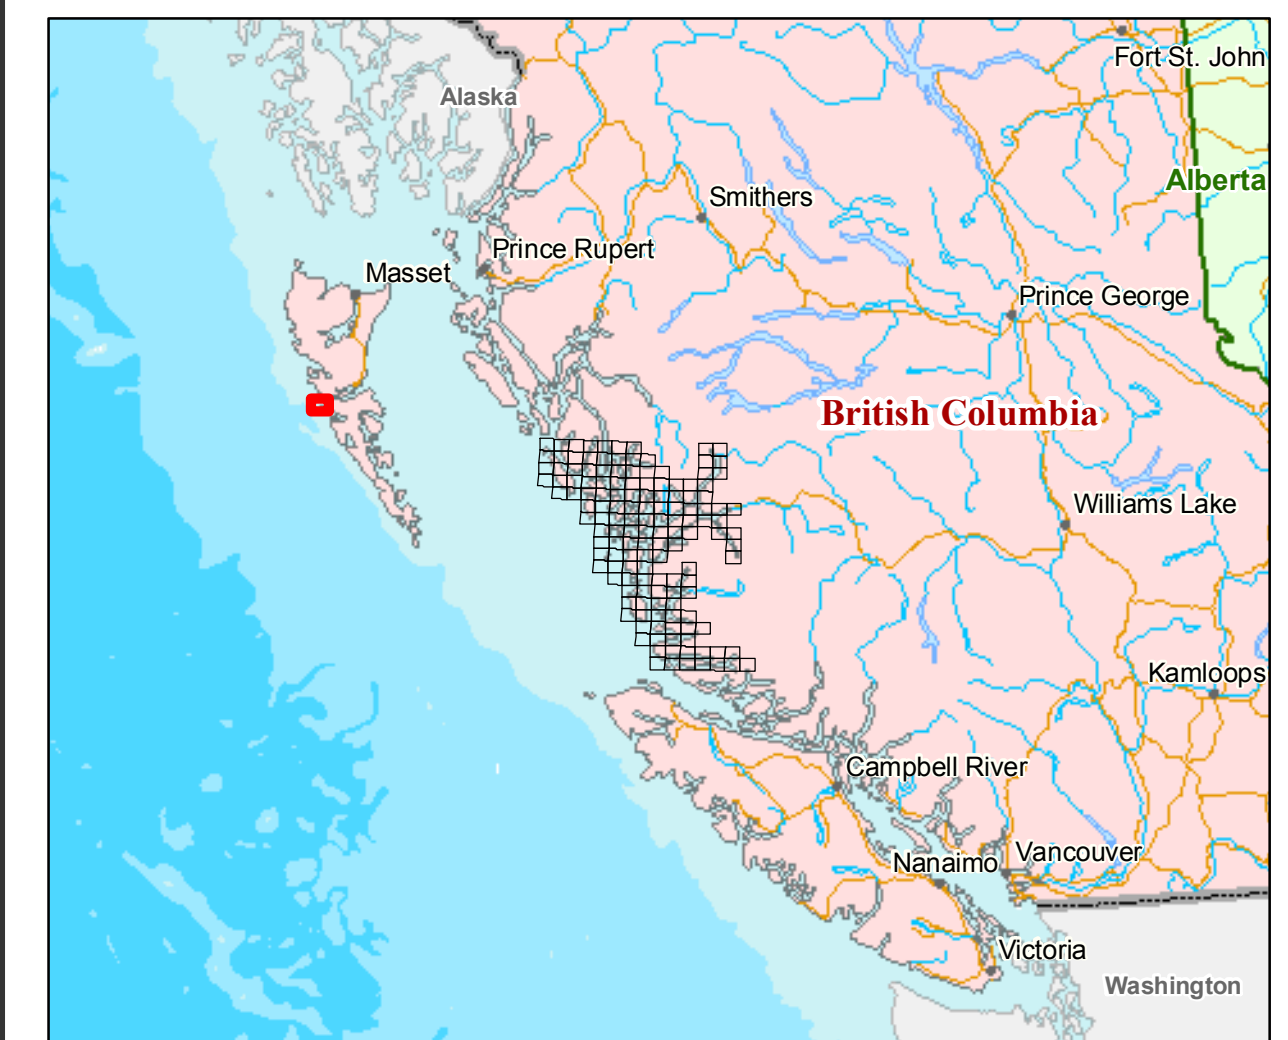 Fort St. John
Alaska
Alberta
Smithers
Prince Rupert
Masset
Prince George
British Columbia
Williams Lake
Kamloops
Campbell River
Vancouver
Nanaimo
Victoria
Washington